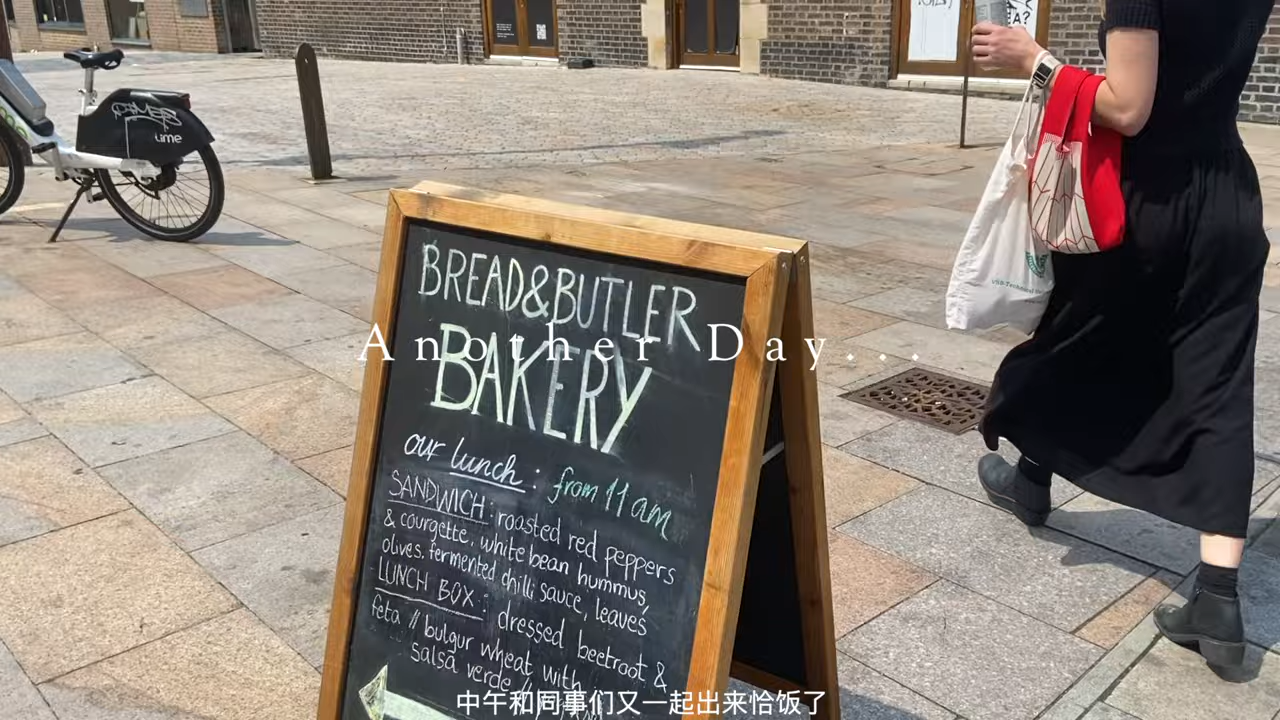 lime
BREAD&BUTLER
BAKERY
Another Day...
our lunch: from 11 am
SANDWICH: roasted red peppers
& courgette, white bean hummus,
olives, fermented chilli sauce, leaves
LUNCH BOX: dressed beetroot &
feta // bulgur wheat with
salsa verde //
中午和同事们又一起出来恰饭了